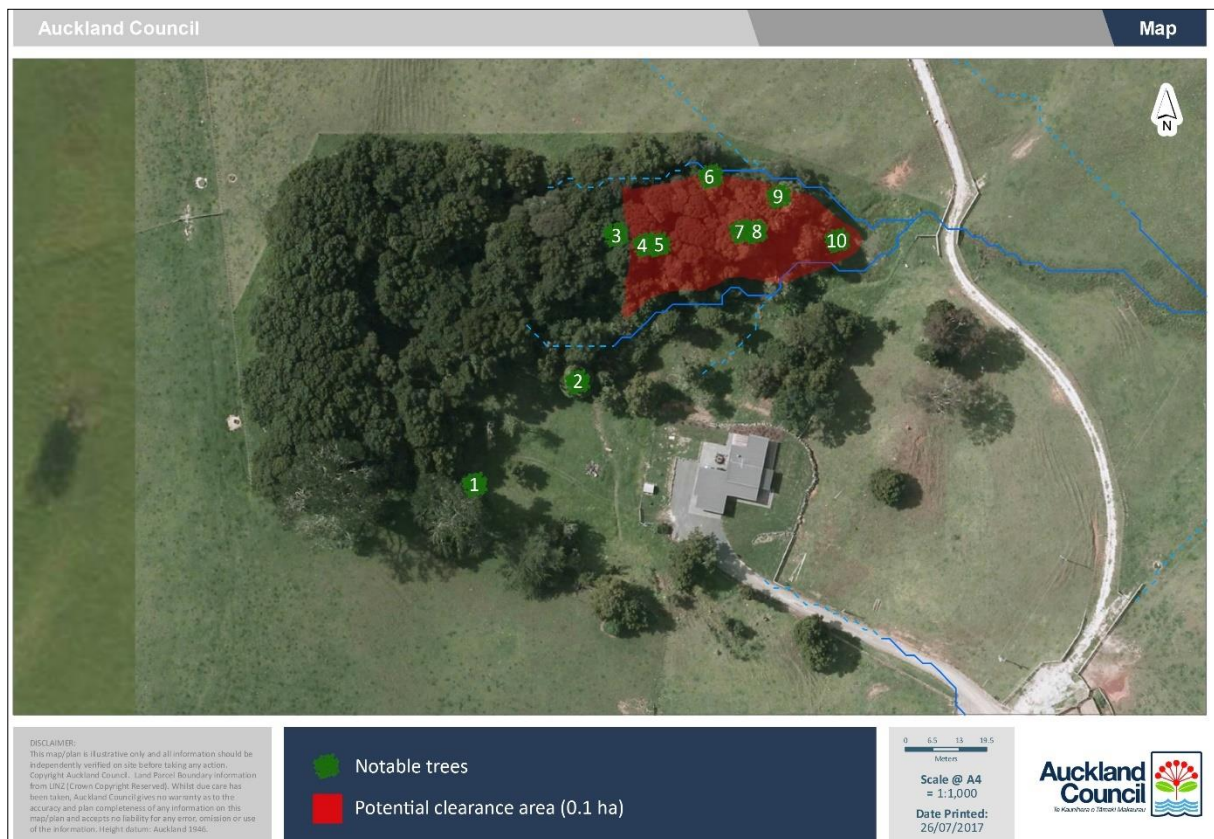 Auckland Council
Map
N
6
9
3
4 5
7 8
10
2
1
DISCLAIMER:
This map/plan is illustrative only and all information should be
independently verified on site before taking any action.
Copyright Auckland Council. Land Parcel Boundary information
from LINZ (Crown Copyright Reserved). Whilst due care has
been taken, Auckland Council gives no warranty as to the
accuracy and plan completeness of any information on this
map/plan and accepts no liability for any error, omission or use
of the information. Height datum: Auckland 1946.
Notable trees
Potential clearance area (0.1 ha)
0 6.5 13 19.5
Meters
Scale @ A4
= 1:1,000
Date Printed:
26/07/2017
Auckland
Council
Te Kaunihera o Tāmaki Makaurau